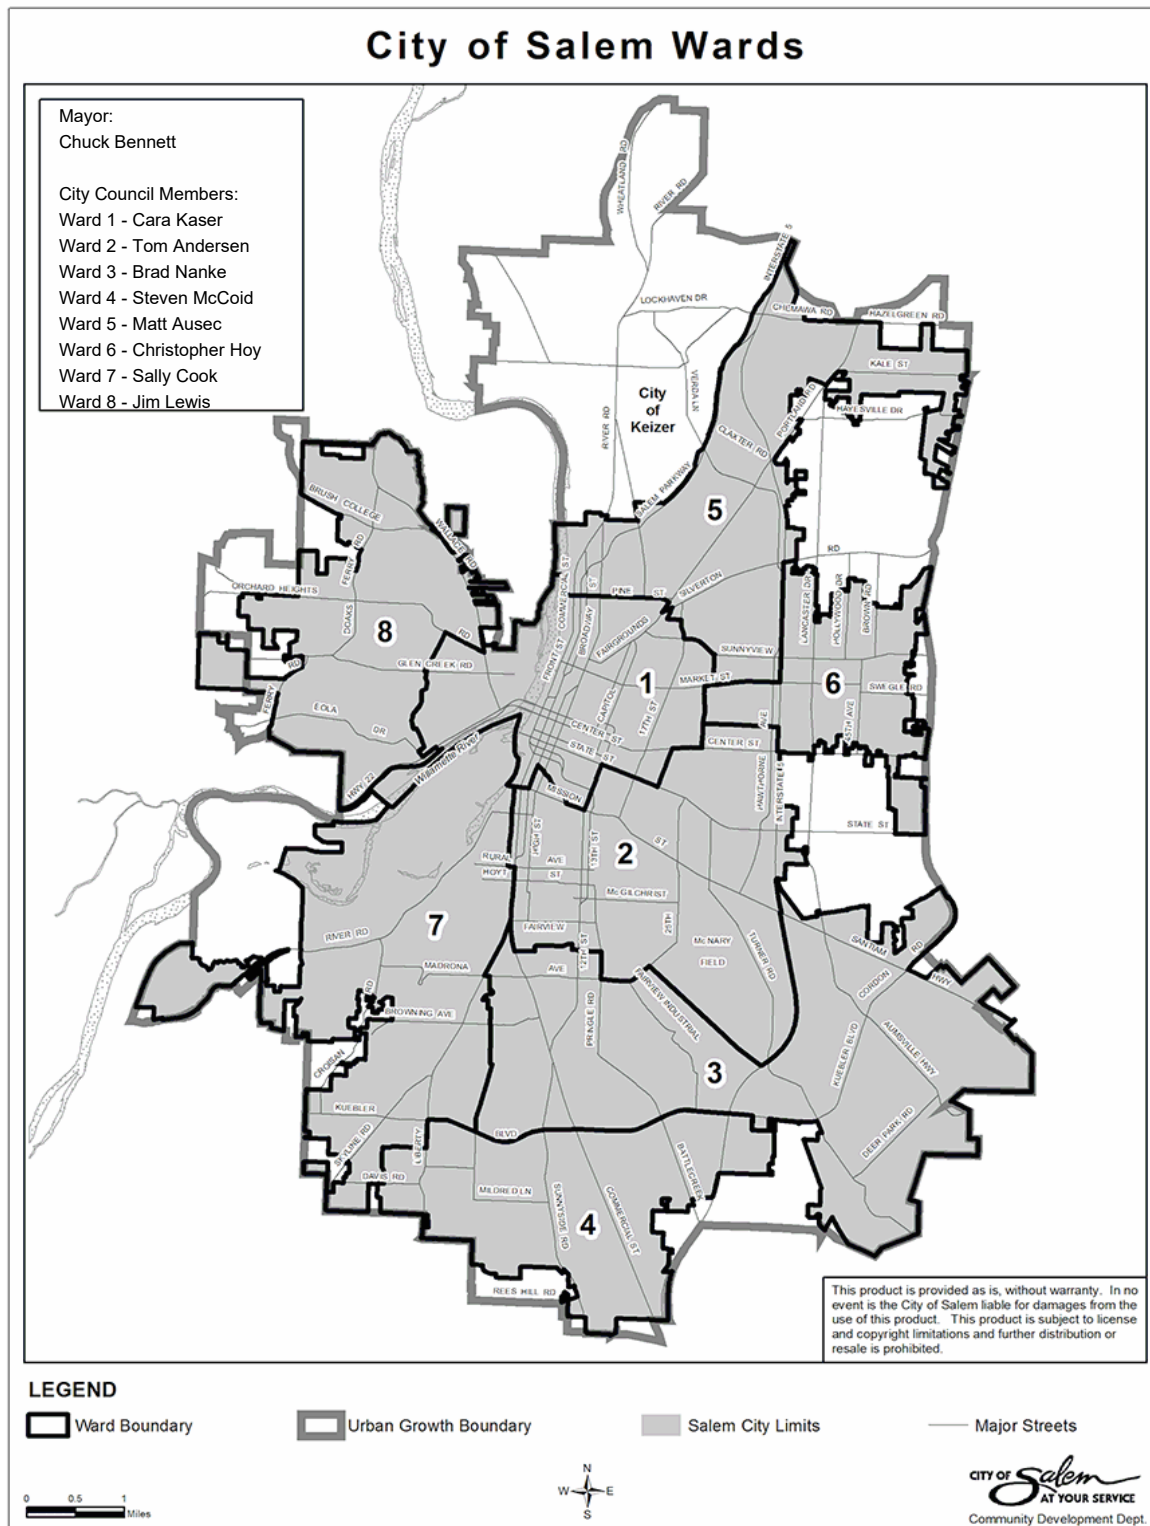 City of Salem Wards
Mayor:
Chuck Bennett
City Council Members:
Ward 1 - Cara Kaser
Ward 2 - Tom Andersen
Ward 3 - Brad Nanke
Ward 4 - Steven McCoid
Ward 5 - Matt Ausec
Ward 6 - Christopher Hoy
Ward 7 - Sally Cook
Ward 8 - Jim Lewis
WHEATLAND RD
RIVER RD
INTERSTATE 5
LOCKHAVEN DR
CHEMAWA RD
HAZELGREEN RD
KALE ST
VERDA LN
City
of
Keizer
RIVER RD
PORTLAND RD
HAYESVILLE DR
CLAXTER RD
SALEM PARKWAY
5
BRUSH COLLEGE
WALLACE RD
RD
DOAKS FERRY RD
ORCHARD HEIGHTS
RD
PINE ST
SILVERTON
RD
COMMERCIAL ST
FRONT ST
BROADWAY ST
FAIRGROUNDS
LANCASTER DR
HOLLYWOOD DR
BROWN RD
8
SUNNYVIEW
GLEN CREEK RD
RD
FERRY
1
MARKET ST
6
SWEGLE RD
45TH AVE
CAPITOL
17TH ST
EOLA
DR
CENTER ST
STATE ST
CENTER ST
HAWTHORNE AVE
INTERSTATE 5
HWY 22
Willamette River
MISSION
ST
STATE ST
HIGH ST
13TH ST
2
RURAL AVE
HOYT ST
McGILCHRIST
25TH
7
FAIRVIEW
RIVER RD
12TH ST
McNARY
FIELD
TURNER RD
SANTIAM
HWY
CORDON RD
MADRONA AVE
FAIRVIEW INDUSTRIAL
PRINGLE RD
CROISAN
RD
BROWNING AVE
KUEBLER BLVD
AUMSVILLE HWY
3
KUEBLER
BLVD
DEER PARK RD
SKYLINE RD
LIBERTY
DAVIS RD
MILDRED LN
BATTLECREEK
SUNNYSIDE RD
COMMERCIAL ST
4
REES HILL RD
This product is provided as is, without warranty. In no
event is the City of Salem liable for damages from the
use of this product. This product is subject to license
and copyright limitations and further distribution or
resale is prohibited.
LEGEND
Ward Boundary
Urban Growth Boundary
Salem City Limits
Major Streets
0 0.5 1
Miles
N
W E
S
CITY OF Salem
AT YOUR SERVICE
Community Development Dept.